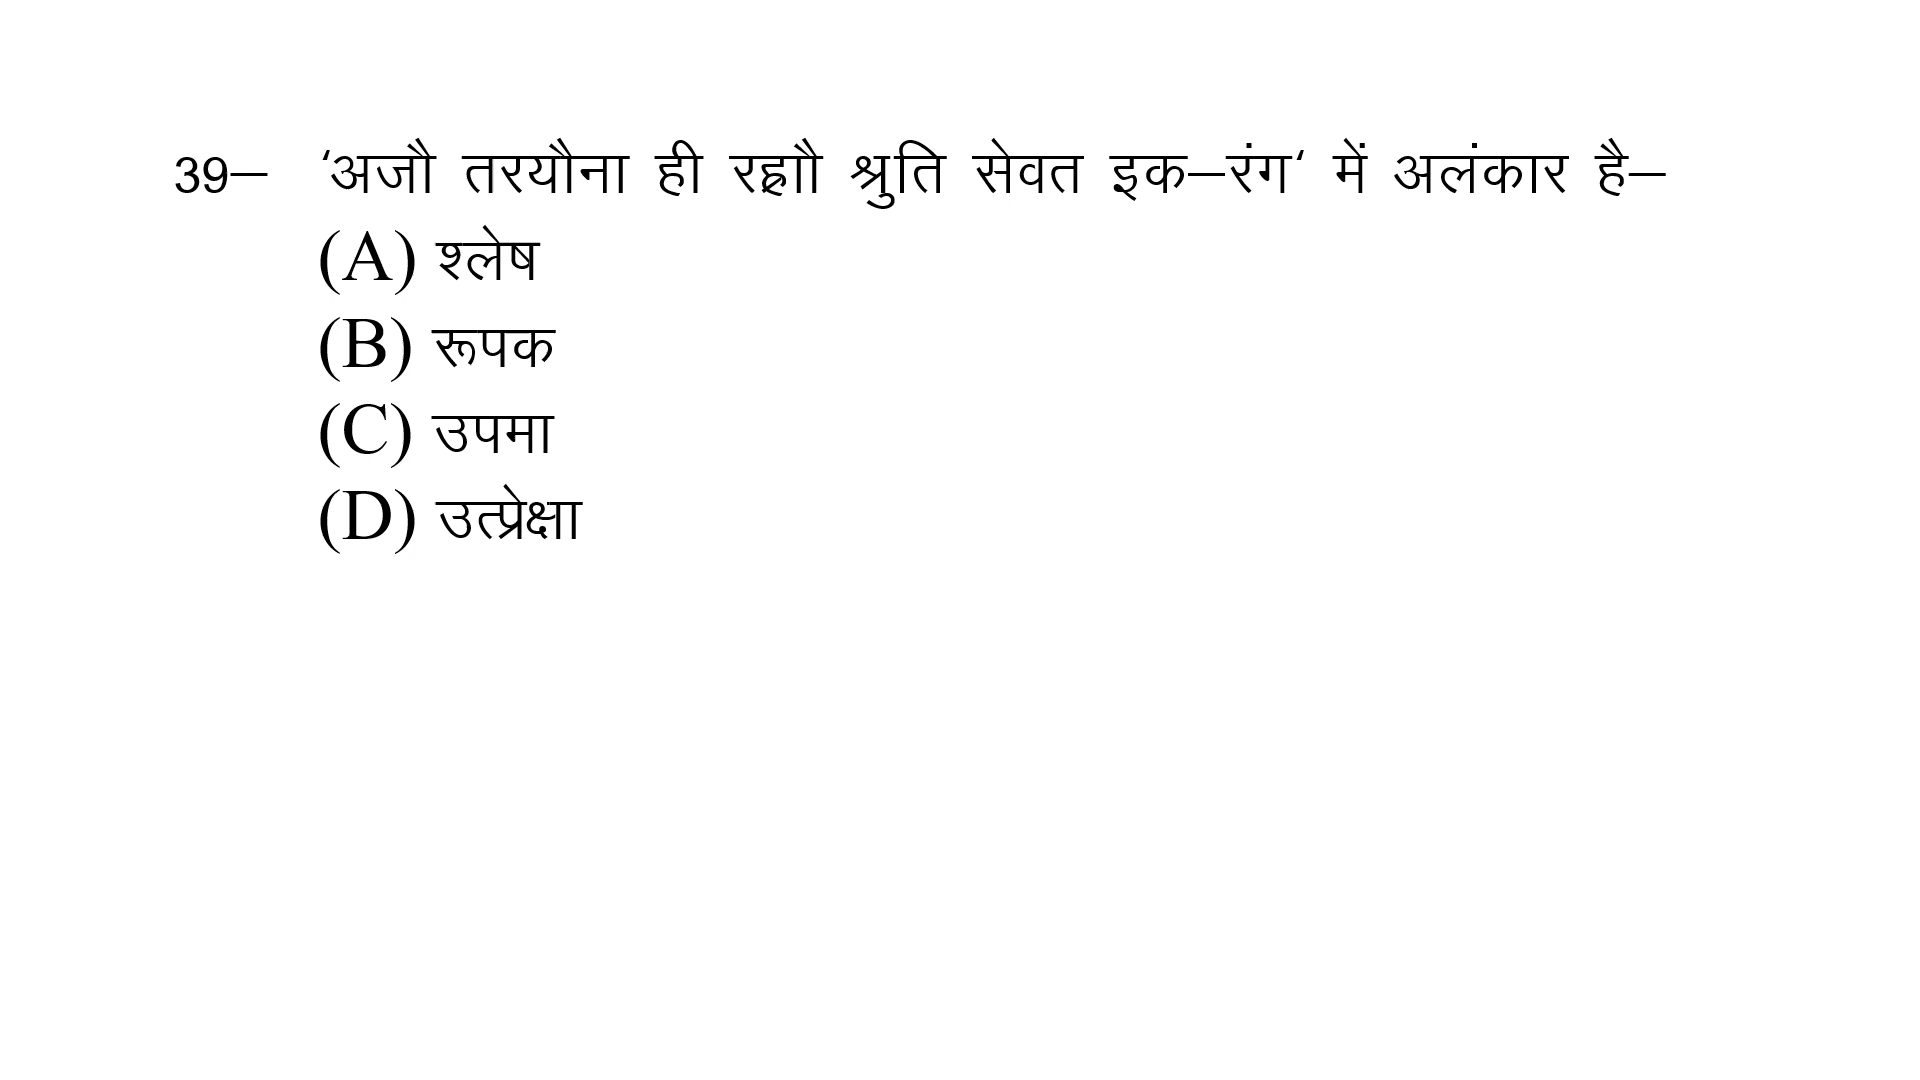 39– ‘अजौ तरयौना ही रह्यौ श्रुति सेवत इक–रंग‘ में अलंकार है–
(A) श्लेष
(B) रूपक
(C) उपमा
(D) उत्प्रेक्षा